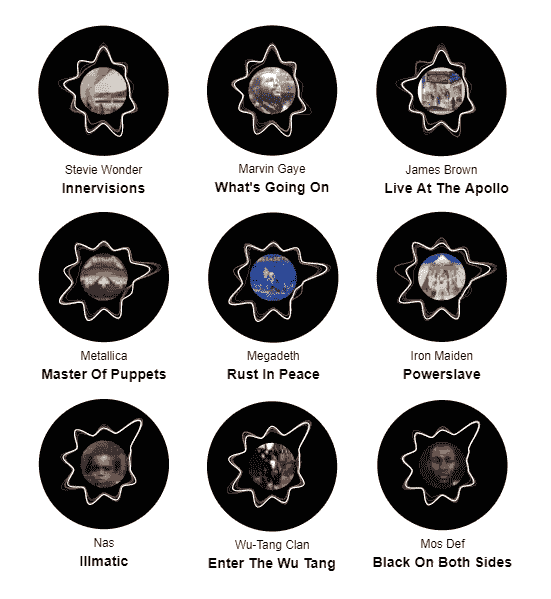 Stevie Wonder
Innervisions
Marvin Gaye
What's Going On
James Brown
Live At The Apollo
Metallica
Master Of Puppets
Megadeth
Rust In Peace
Iron Maiden
Powerslave
Nas
Illmatic
Wu-Tang Clan
Enter The Wu Tang
Mos Def
Black On Both Sides